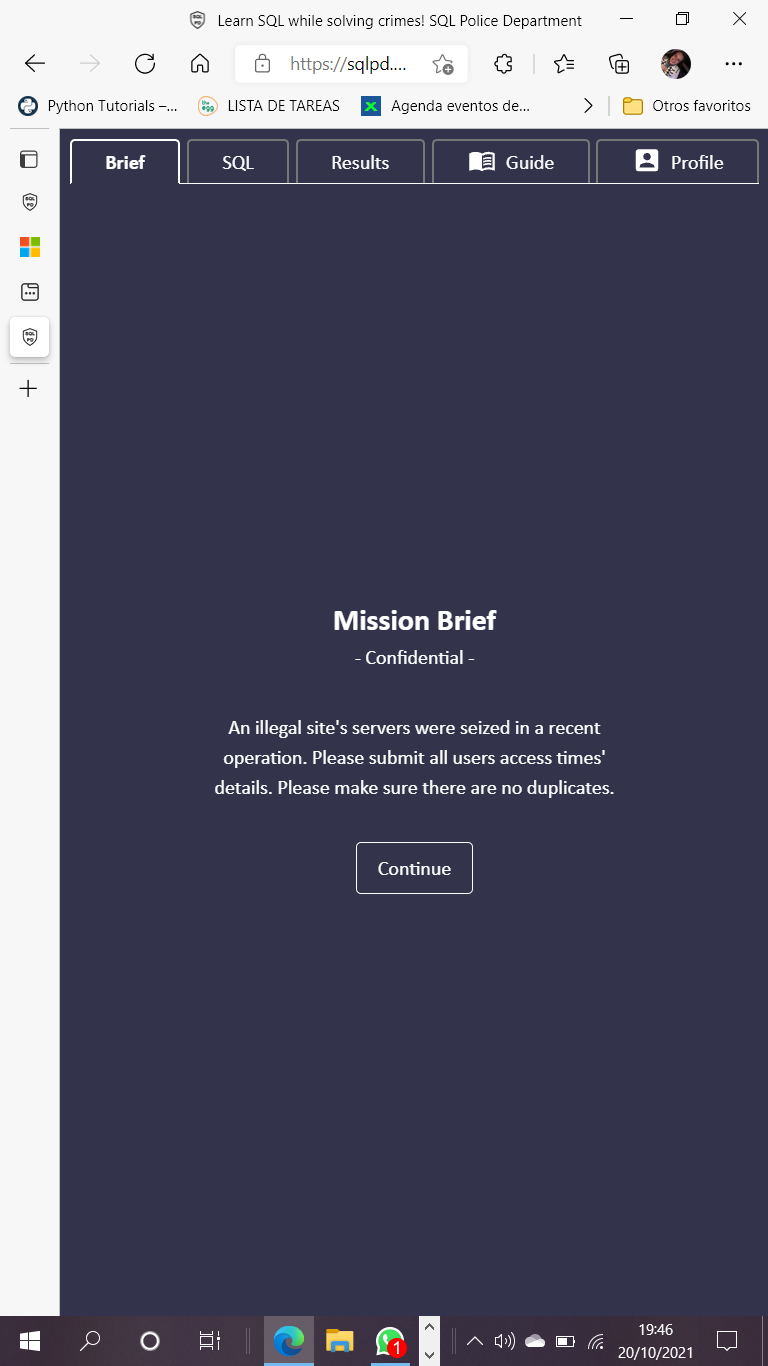 Learn SQL while solving crimes! SQL Police Department
https://sqlpd....
Python Tutorials –...
LISTA DE TAREAS
Agenda eventos de...
Otros favoritos
Brief
SQL
Results
Guide
Profile
Mission Brief
- Confidential -
An illegal site's servers were seized in a recent
operation. Please submit all users access times'
details. Please make sure there are no duplicates.
Continue
1
19:46
20/10/2021